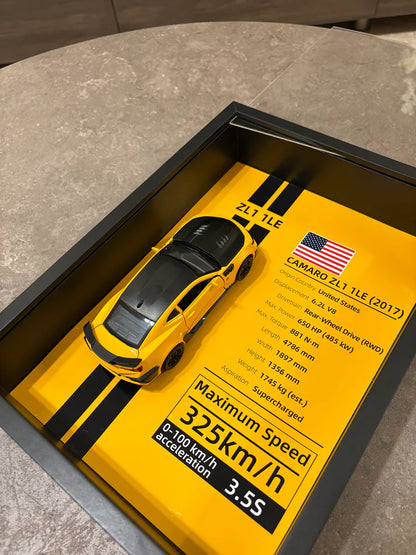 ZL1 1LE
CAMARO ZL1 1LE (2017)
Origin Country United States
Displacement 6.2L V8
Drivetrain Rear-Wheel Drive (RWD)
Max. Power 650 HP (485 kW)
Max. Torque 881 N·m
Length 4786 mm
Width 1897 mm
Height 1356 mm
Weight 1745 kg (est.)
Aspiration Supercharged
Maximum Speed
325km/h
0-100 km/h
acceleration 3.5S